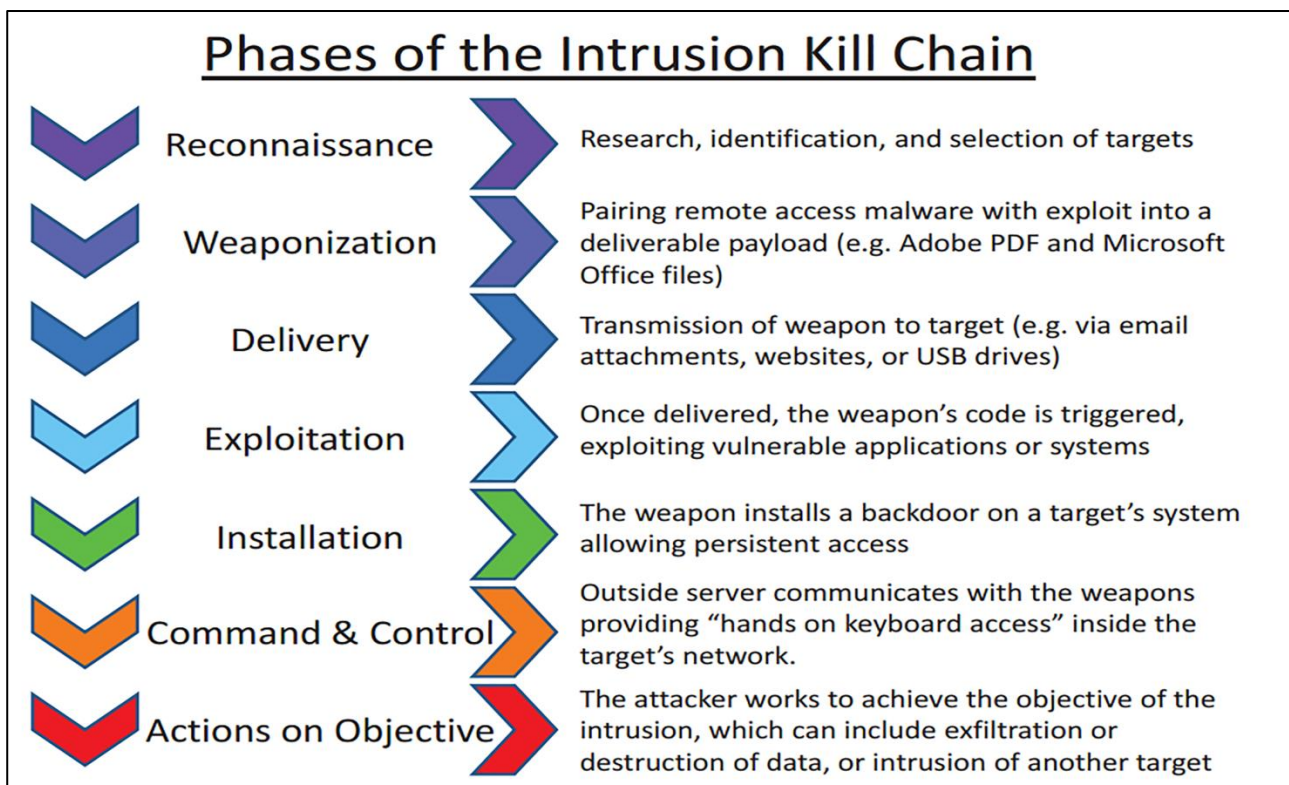 Phases of the Intrusion Kill Chain
Reconnaissance
Research, identification, and selection of targets
Weaponization
Pairing remote access malware with exploit into a
deliverable payload (e.g. Adobe PDF and Microsoft
Office files)
Delivery
Transmission of weapon to target (e.g. via email
attachments, websites, or USB drives)
Exploitation
Once delivered, the weapon’s code is triggered,
exploiting vulnerable applications or systems
Installation
The weapon installs a backdoor on a target’s system
allowing persistent access
Command & Control
Outside server communicates with the weapons
providing “hands on keyboard access” inside the
target’s network.
Actions on Objective
The attacker works to achieve the objective of the
intrusion, which can include exfiltration or
destruction of data, or intrusion of another target